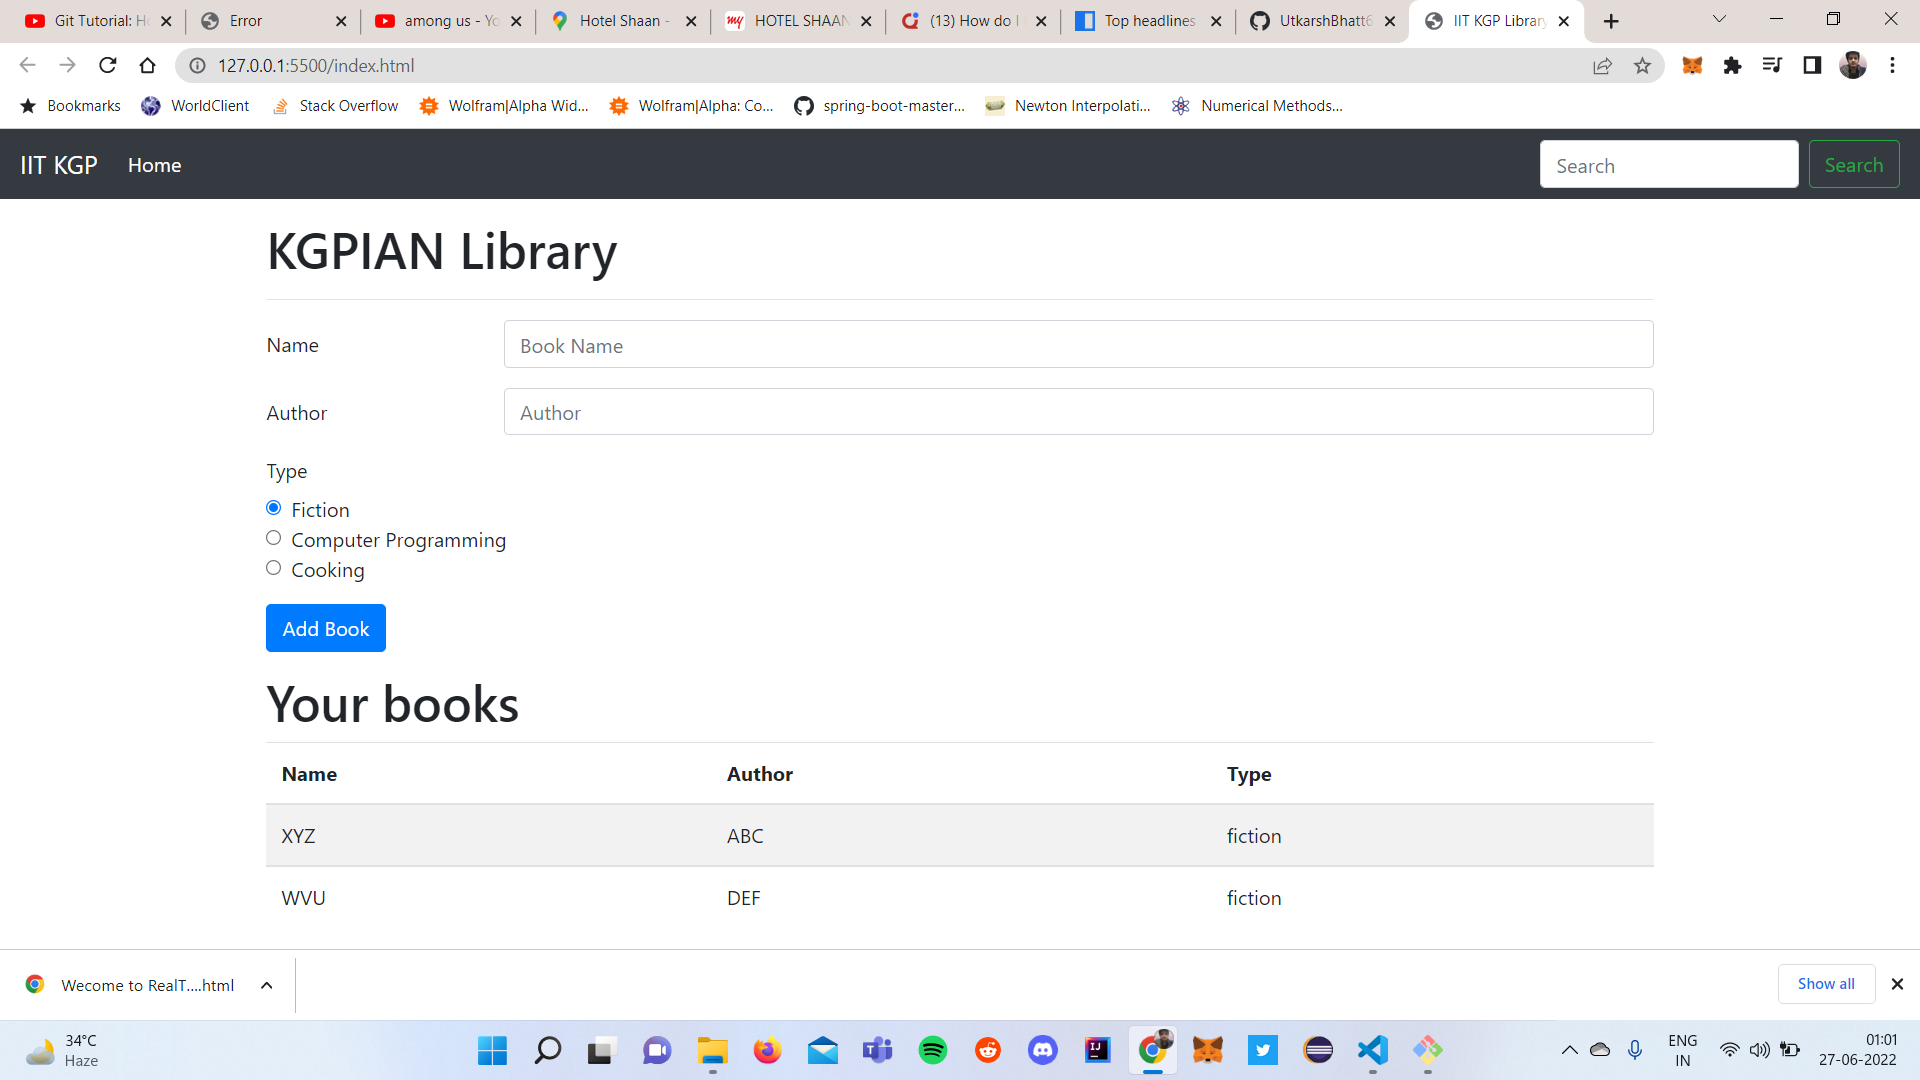 Git Tutorial: H
Error
among us - Yo
Hotel Shaan -
HOTEL SHAAN
(13) How do I
Top headlines
UtkarshBhatt6
IIT KGP Library
127.0.0.1:5500/index.html
Bookmarks
WorldClient
Stack Overflow
Wolfram|Alpha Wid...
Wolfram|Alpha: Co...
spring-boot-master...
Newton Interpolati...
Numerical Methods...
IIT KGP
Home
Search
Search
KGPIAN Library
Name
Book Name
Author
Author
Type
Fiction
Computer Programming
Cooking
Add Book
Your books
Name Author Type
XYZ ABC fiction
WVU DEF fiction
Wecome to RealT....html
Show all
34°C
Haze
ENG
IN
01:01
27-06-2022